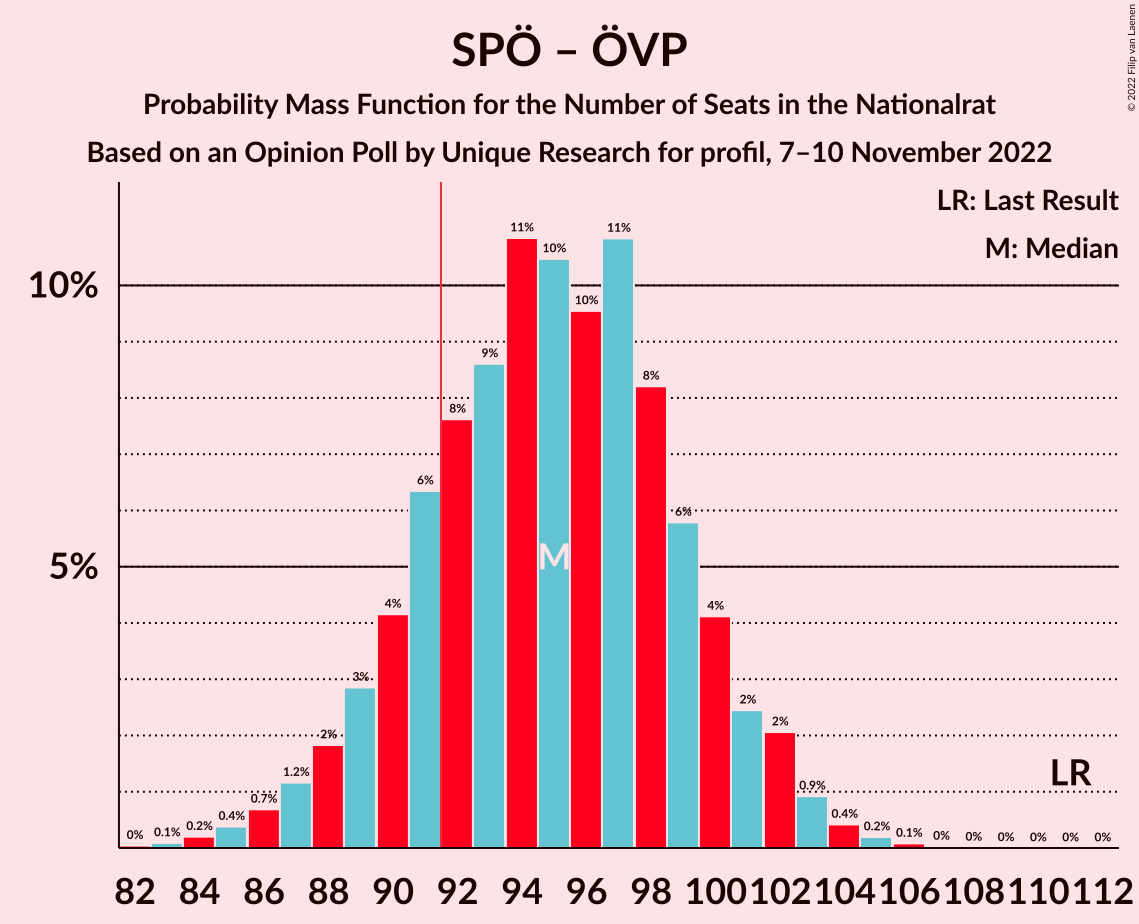 SPÖ – ÖVP
Probability Mass Function for the Number of Seats in the Nationalrat
Based on an Opinion Poll by Unique Research for profil, 7–10 November 2022
© 2022 Filip van Laenen
LR: Last Result
M: Median
10%
5%
0% 0.1% 0.2% 0.4% 0.7% 1.2% 2% 3% 4% 6% 8% 9% 11% 10% 10% 11% 8% 6% 4% 2% 2% 0.9% 0.4% 0.2% 0.1% 0% 0% 0% 0% 0% 0%
M
LR
82 84 86 88 90 92 94 96 98 100 102 104 106 108 110 112